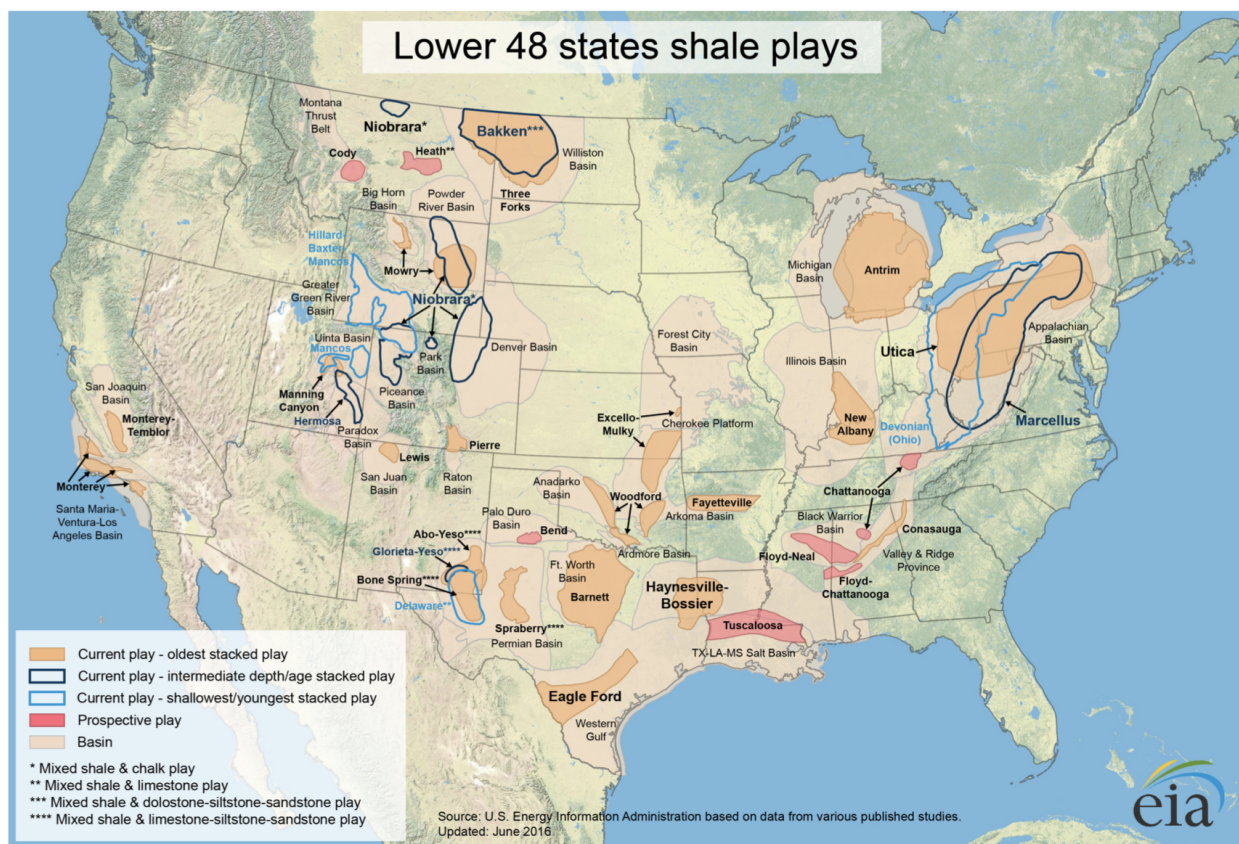 Lower 48 states shale plays
Montana
Thrust
Belt
Niobrara*
Bakken***
Williston
Basin
Cody
Heath**
Big Horn
Basin
Powder
River Basin
Three
Forks
Hillard-
Baxter-
Mancos
Mowry
Greater
Green River
Basin
Niobrara*
Uinta Basin
Mancos
Park
Basin
Denver Basin
Manning
Canyon
Hermosa
Piceance
Basin
Paradox
Basin
San Joaquin
Basin
Monterey-
Temblor
Monterey
Santa Maria-
Ventura-Los
Angeles Basin
Lewis
San Juan
Basin
Pierre
Raton
Basin
Forest City
Basin
Excello-
Mulky
Cherokee Platform
Anadarko
Basin
Woodford
Arkoma Basin
Fayetteville
Palo Duro
Basin
Bend
Ardmore Basin
Abo-Yeso****
Glorieta-Yeso****
Bone Spring****
Delaware**
Spraberry****
Permian Basin
Ft. Worth
Basin
Barnett
Haynesville-
Bossier
Tuscaloosa
TX-LA-MS Salt Basin
Eagle Ford
Western
Gulf
Michigan
Basin
Antrim
Illinois Basin
New
Albany
Utica
Appalachian
Basin
Marcellus
Devonian
(Ohio)
Chattanooga
Black Warrior
Basin
Conasauga
Floyd-Neal
Valley & Ridge
Province
Floyd-
Chattanooga
Current play - oldest stacked play
Current play - intermediate depth/age stacked play
Current play - shallowest/youngest stacked play
Prospective play
Basin
* Mixed shale & chalk play
** Mixed shale & limestone play
*** Mixed shale & dolostone-siltstone-sandstone play
**** Mixed shale & limestone-siltstone-sandstone play
Source: U.S. Energy Information Administration based on data from various published studies.
Updated: June 2016
eia